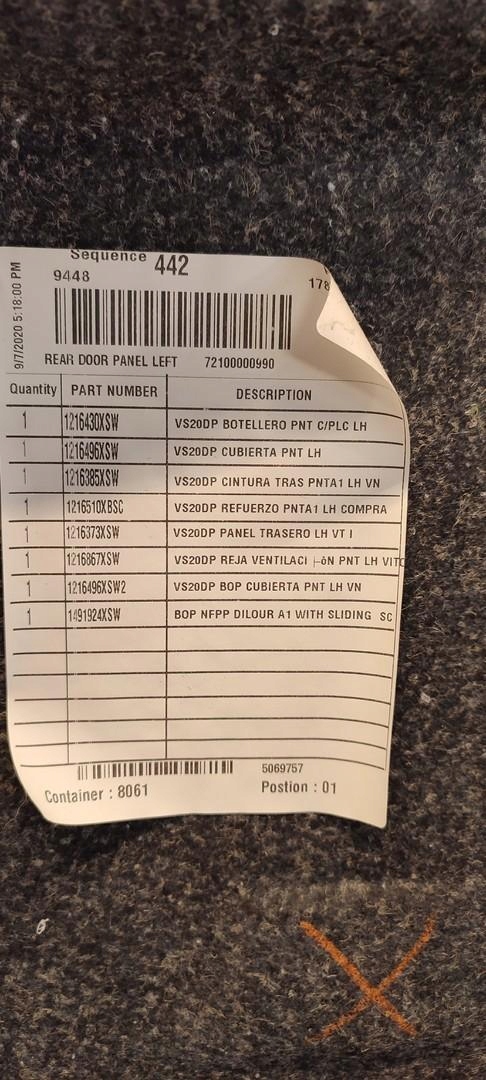 Sequence 442
9448
178
9/7/2020 5:18:00 PM
REAR DOOR PANEL LEFT 72100000990
Quantity PART NUMBER DESCRIPTION
1 1216430XSW VS20DP BOTELLERO PNT C/PLC LH
1 1216496XSW VS20DP CUBIERTA PNT LH
1 1216385XSW VS20DP CINTURA TRAS PNTA1 LH VN
1 1216510XBSC VS20DP REFUERZO PNTA1 LH COMPRA
1 1216373XSW VS20DP PANEL TRASERO LH VT I
1 1216867XSW VS20DP REJA VENTILACI ├-ôN PNT LH VITO
1 1216496XSW2 VS20DP BOP CUBIERTA PNT LH VN
1 1491924XSW BOP NFPP DILOUR A1 WITH SLIDING SC
5069757
Container : 8061 Postion : 01